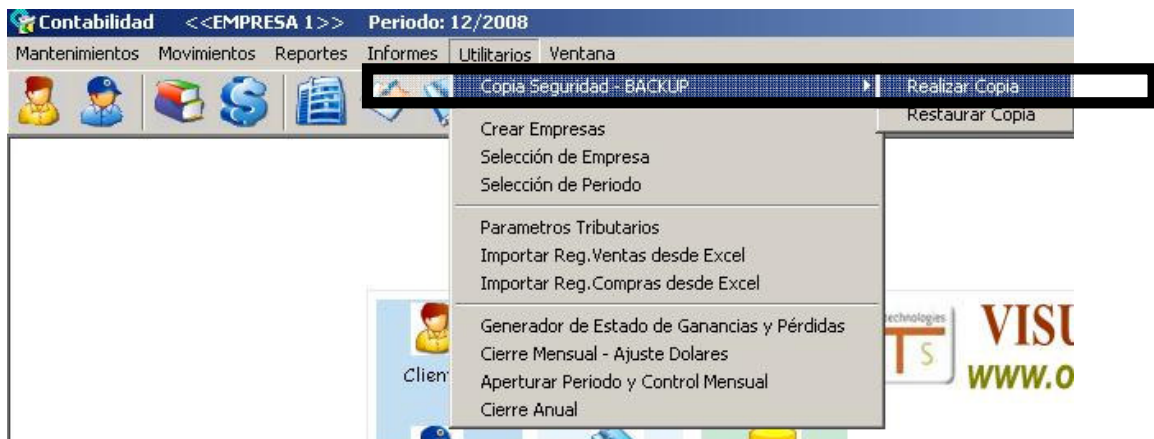 Contabilidad <<EMPRESA 1>> Periodo: 12/2008
Mantenimientos Movimientos Reportes Informes Utilitarios Ventana
Copia Seguridad - BACKUP
Realizar Copia
Restaurar Copia
Crear Empresas
Selección de Empresa
Selección de Periodo
Parametros Tributarios
Importar Reg.Ventas desde Excel
Importar Reg.Compras desde Excel
Generador de Estado de Ganancias y Pérdidas
Cierre Mensual - Ajuste Dolares
Aperturar Periodo y Control Mensual
Cierre Anual
Clien
technologies
TS
VISU
WWW.O